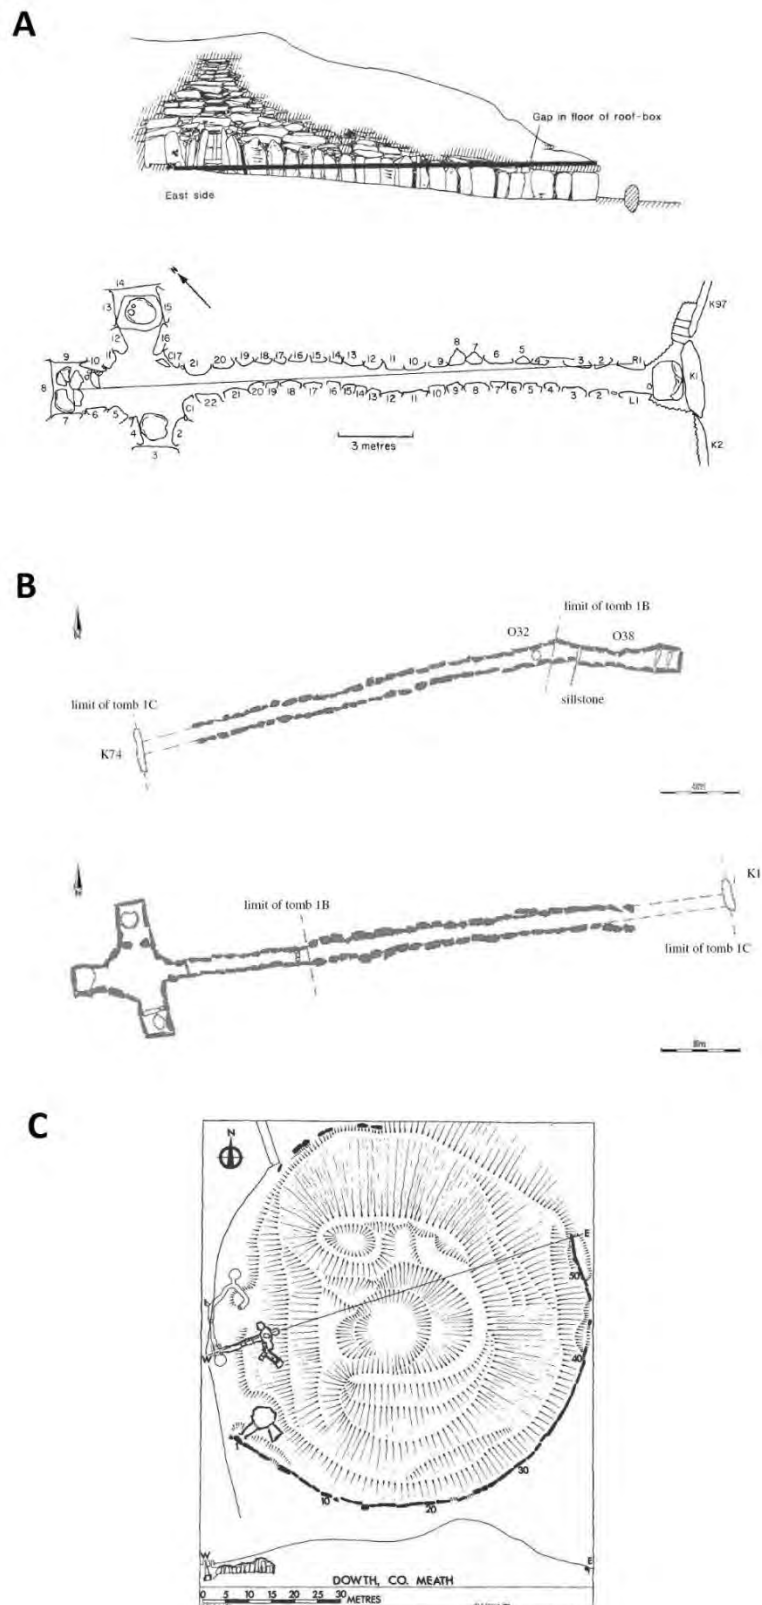 A
Gap in floor of roof-box
East side
N
14
13
15
12
16
9
10
11
C17
21
20
19
18
17
16
15
14
13
12
11
10
9
8
7
6
5
4
3
2
R1
K97
8
K1
7
6
5
4
2
3
C1
22
21
20
19
18
17
16
15
14
13
12
11
10
9
8
7
6
5
4
3
2
L1
K2
3 metres
B
limit of tomb 1B
O32
O38
N
limit of tomb 1C
sillstone
K74
K1
limit of tomb 1B
N
limit of tomb 1C
8m
C
N
E
50
W
40
1
30
10
20
W
E
DOWTH, CO. MEATH
0 5 10 15 20 25 30 METRES